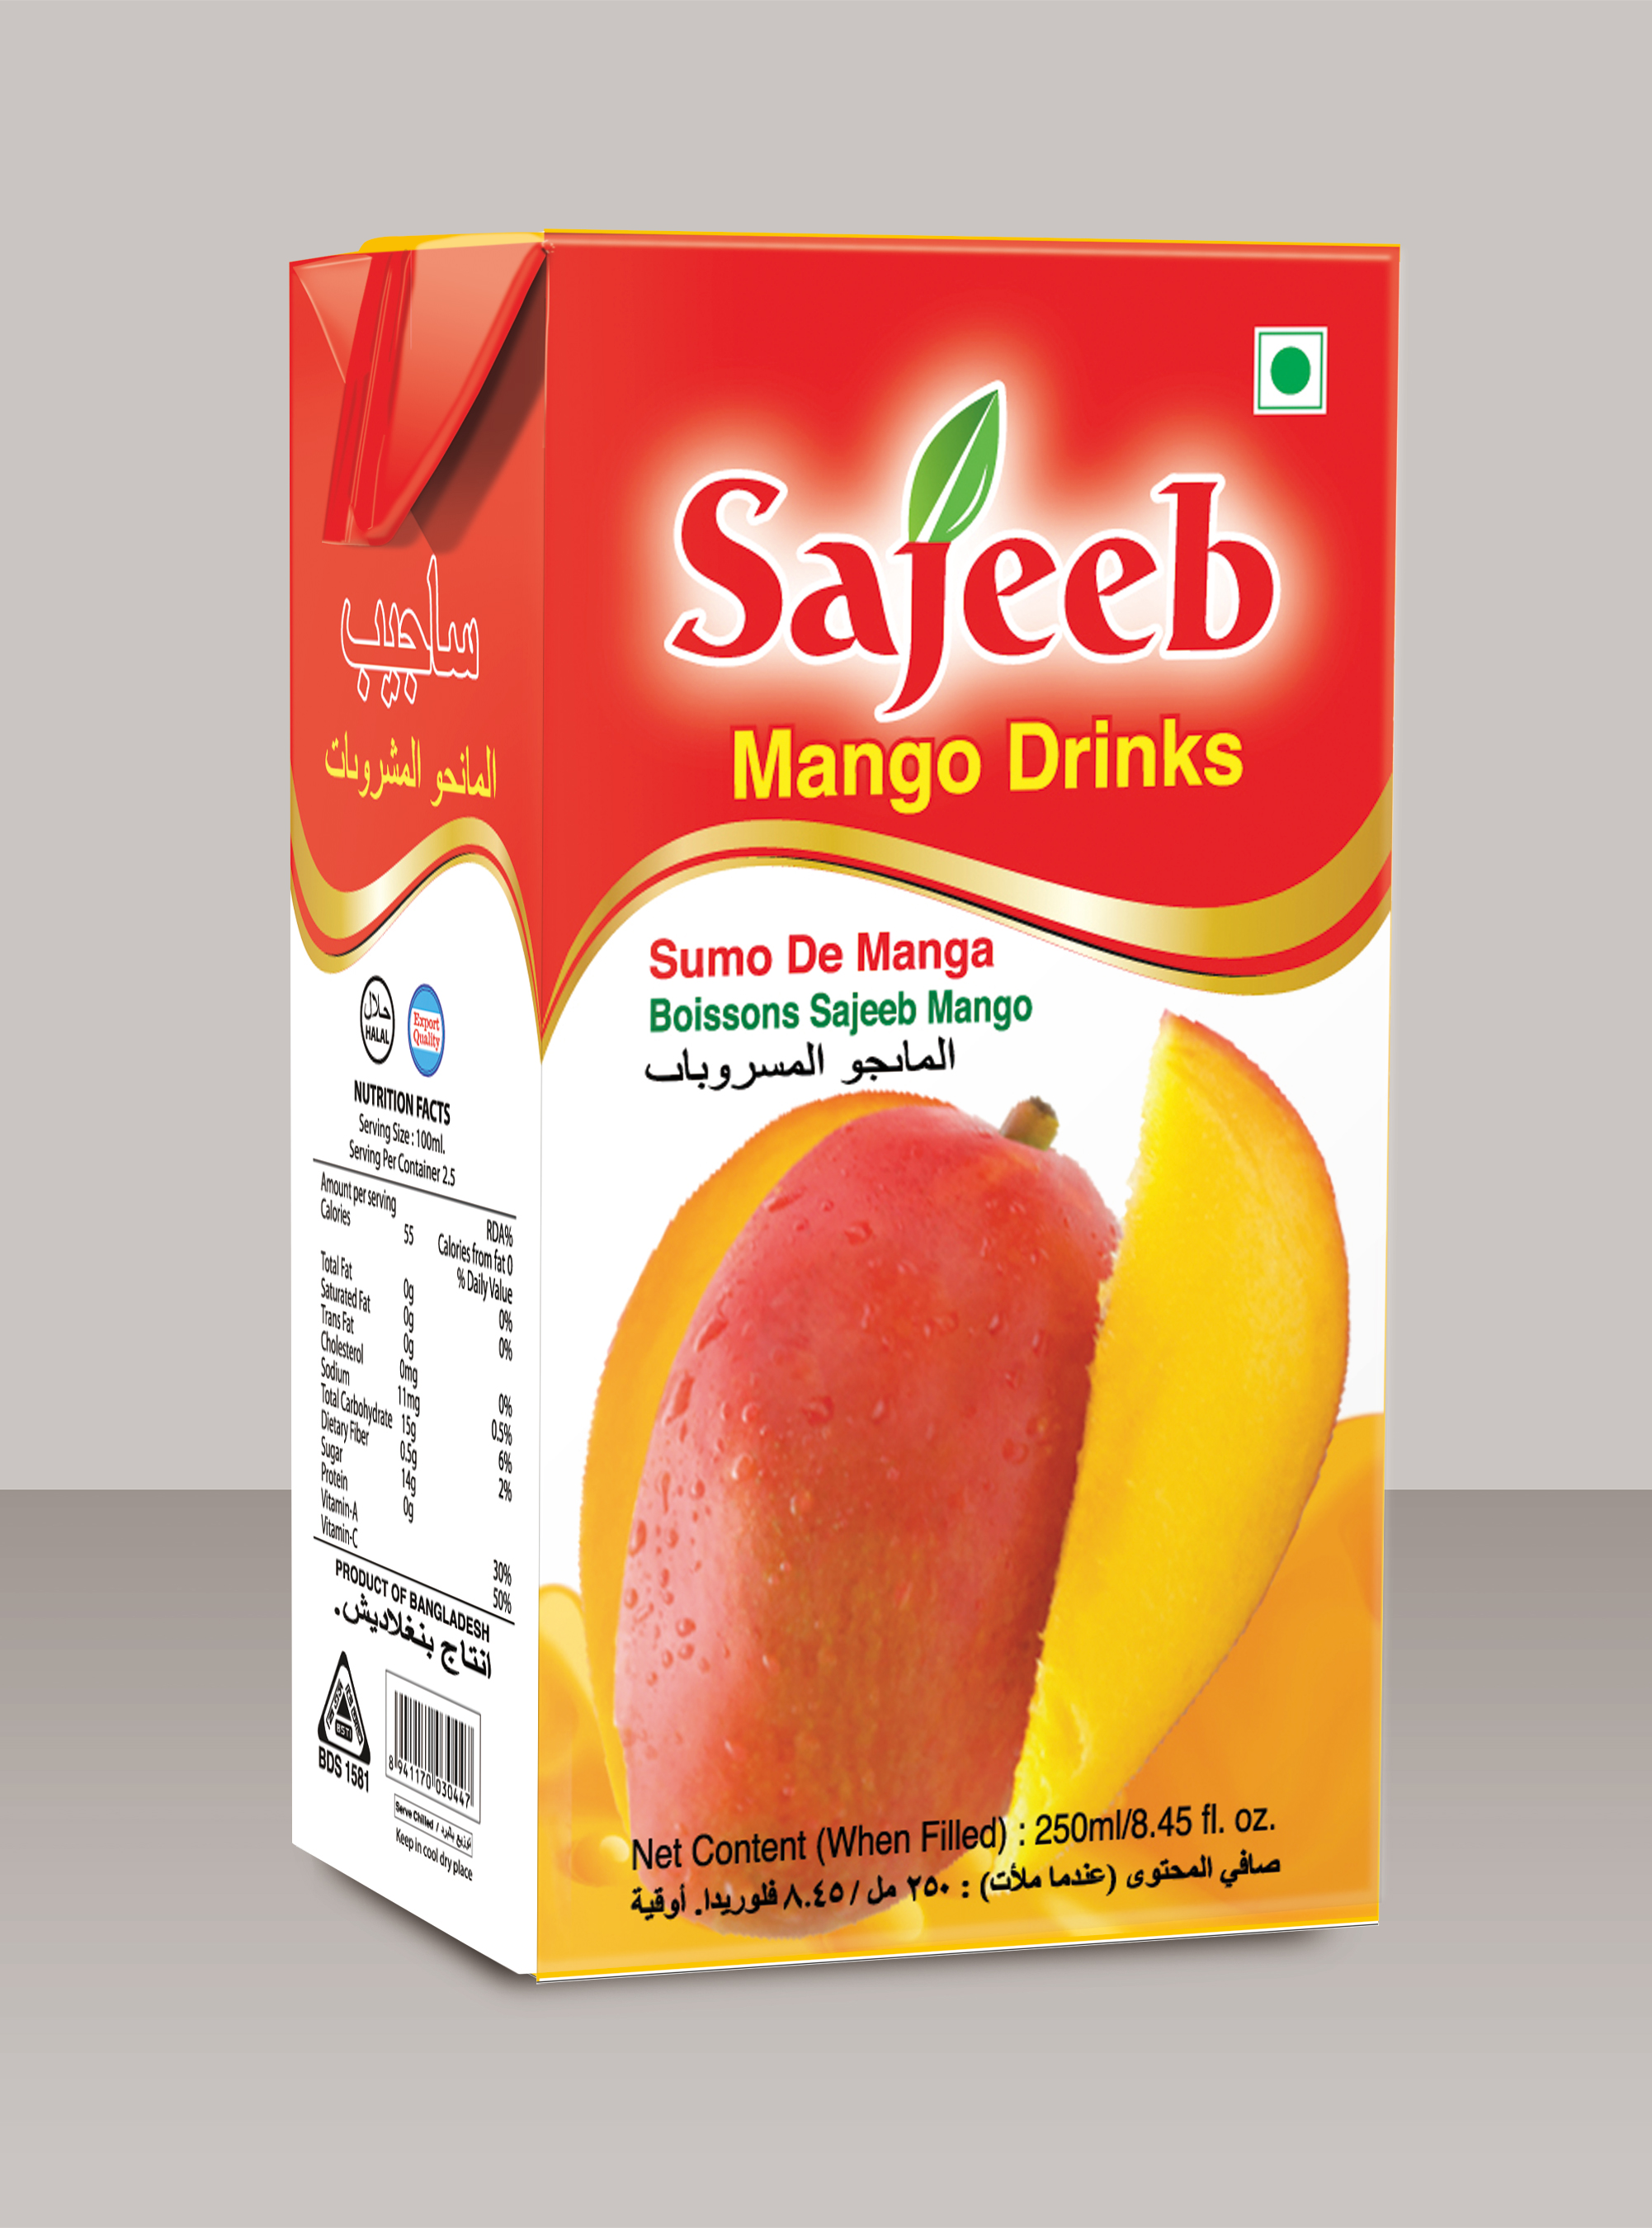 Sajeeb
Mango Drinks
Sumo De Manga
Boissons Sajeeb Mango
المانجو المسروبات
Net Content (When Filled) : 250ml/8.45 fl. oz.
صافي المحتوى (عندما ملأت) : ٢٥٠ مل / ٨.٤٥ فلوريدا. أوقية
ساجيب
المانجو المشروبات
حلال
HALAL
Export
Quality
NUTRITION FACTS
Serving Size : 100ml.
Serving Per Container 2.5
Amount per serving RDA%
Calories 55 Calories from fat 0
% Daily Value
Total Fat 0g 0%
Saturated Fat 0g 0%
Trans Fat 0g
Cholesterol 0mg 0%
Sodium 11mg 0.5%
Total Carbohydrate 15g 6%
Dietary Fiber 0.5g 2%
Sugar 14g
Protein 0g
Vitamin-A 30%
Vitamin-C 50%
PRODUCT OF BANGLADESH
انتاج بنغلاديش.
BSTI
BDS 1581
8 941170 030447
Serve Chilled / توزيع بشرد
Keep in cool dry place